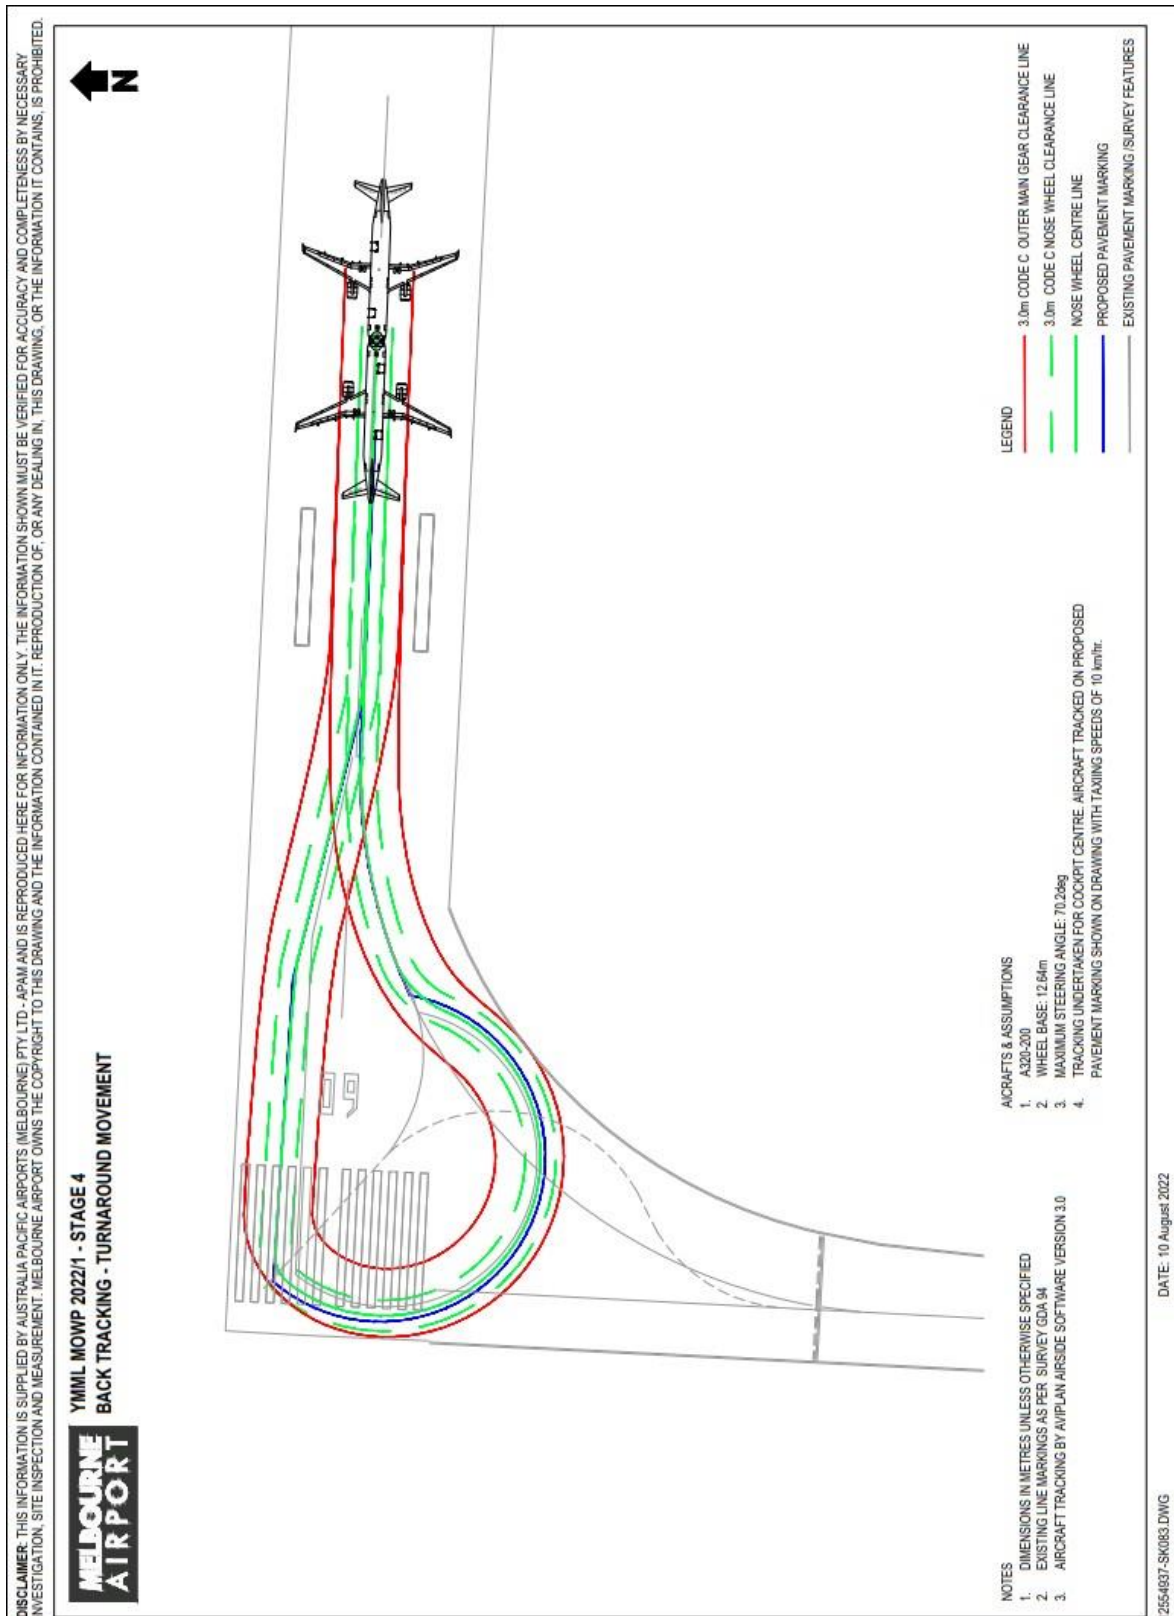 DISCLAIMER: THIS INFORMATION IS SUPPLIED BY AUSTRALIA PACIFIC AIRPORTS (MELBOURNE) PTY LTD - APAM AND IS REPRODUCED HERE FOR INFORMATION ONLY. THE INFORMATION SHOWN MUST BE VERIFIED FOR ACCURACY AND COMPLETENESS BY NECESSARY
NVESTIGATION, SITE INSPECTION AND MEASUREMENT. MELBOURNE AIRPORT OWNS THE COPYRIGHT TO THIS DRAWING AND THE INFORMATION CONTAINED IN IT. REPRODUCTION OF, OR ANY DEALING IN, THIS DRAWING, OR THE INFORMATION IT CONTAINS, IS PROHIBITED.
MELBOURNE
AIRPORT
YMML MOWP 2022/1 - STAGE 4
BACK TRACKING - TURNAROUND MOVEMENT
N
09
NOTES
1. DIMENSIONS IN METRES UNLESS OTHERWISE SPECIFIED
2. EXISTING LINE MARKINGS AS PER SURVEY GDA 94
3. AIRCRAFT TRACKING BY AVIPLAN AIRSIDE SOFTWARE VERSION 3.0
AICRAFTS & ASSUMPTIONS
1. A320-200
2. WHEEL BASE: 12.64m
3. MAXIMUM STEERING ANGLE: 70.2deg
4. TRACKING UNDERTAKEN FOR COCKPIT CENTRE. AIRCRAFT TRACKED ON PROPOSED
PAVEMENT MARKING SHOWN ON DRAWING WITH TAXIING SPEEDS OF 10 km/hr.
LEGEND
3.0m CODE C OUTER MAIN GEAR CLEARANCE LINE
3.0m CODE C NOSE WHEEL CLEARANCE LINE
NOSE WHEEL CENTRE LINE
PROPOSED PAVEMENT MARKING
EXISTING PAVEMENT MARKING /SURVEY FEATURES
2554937-SK083.DWG
DATE: 10 August 2022